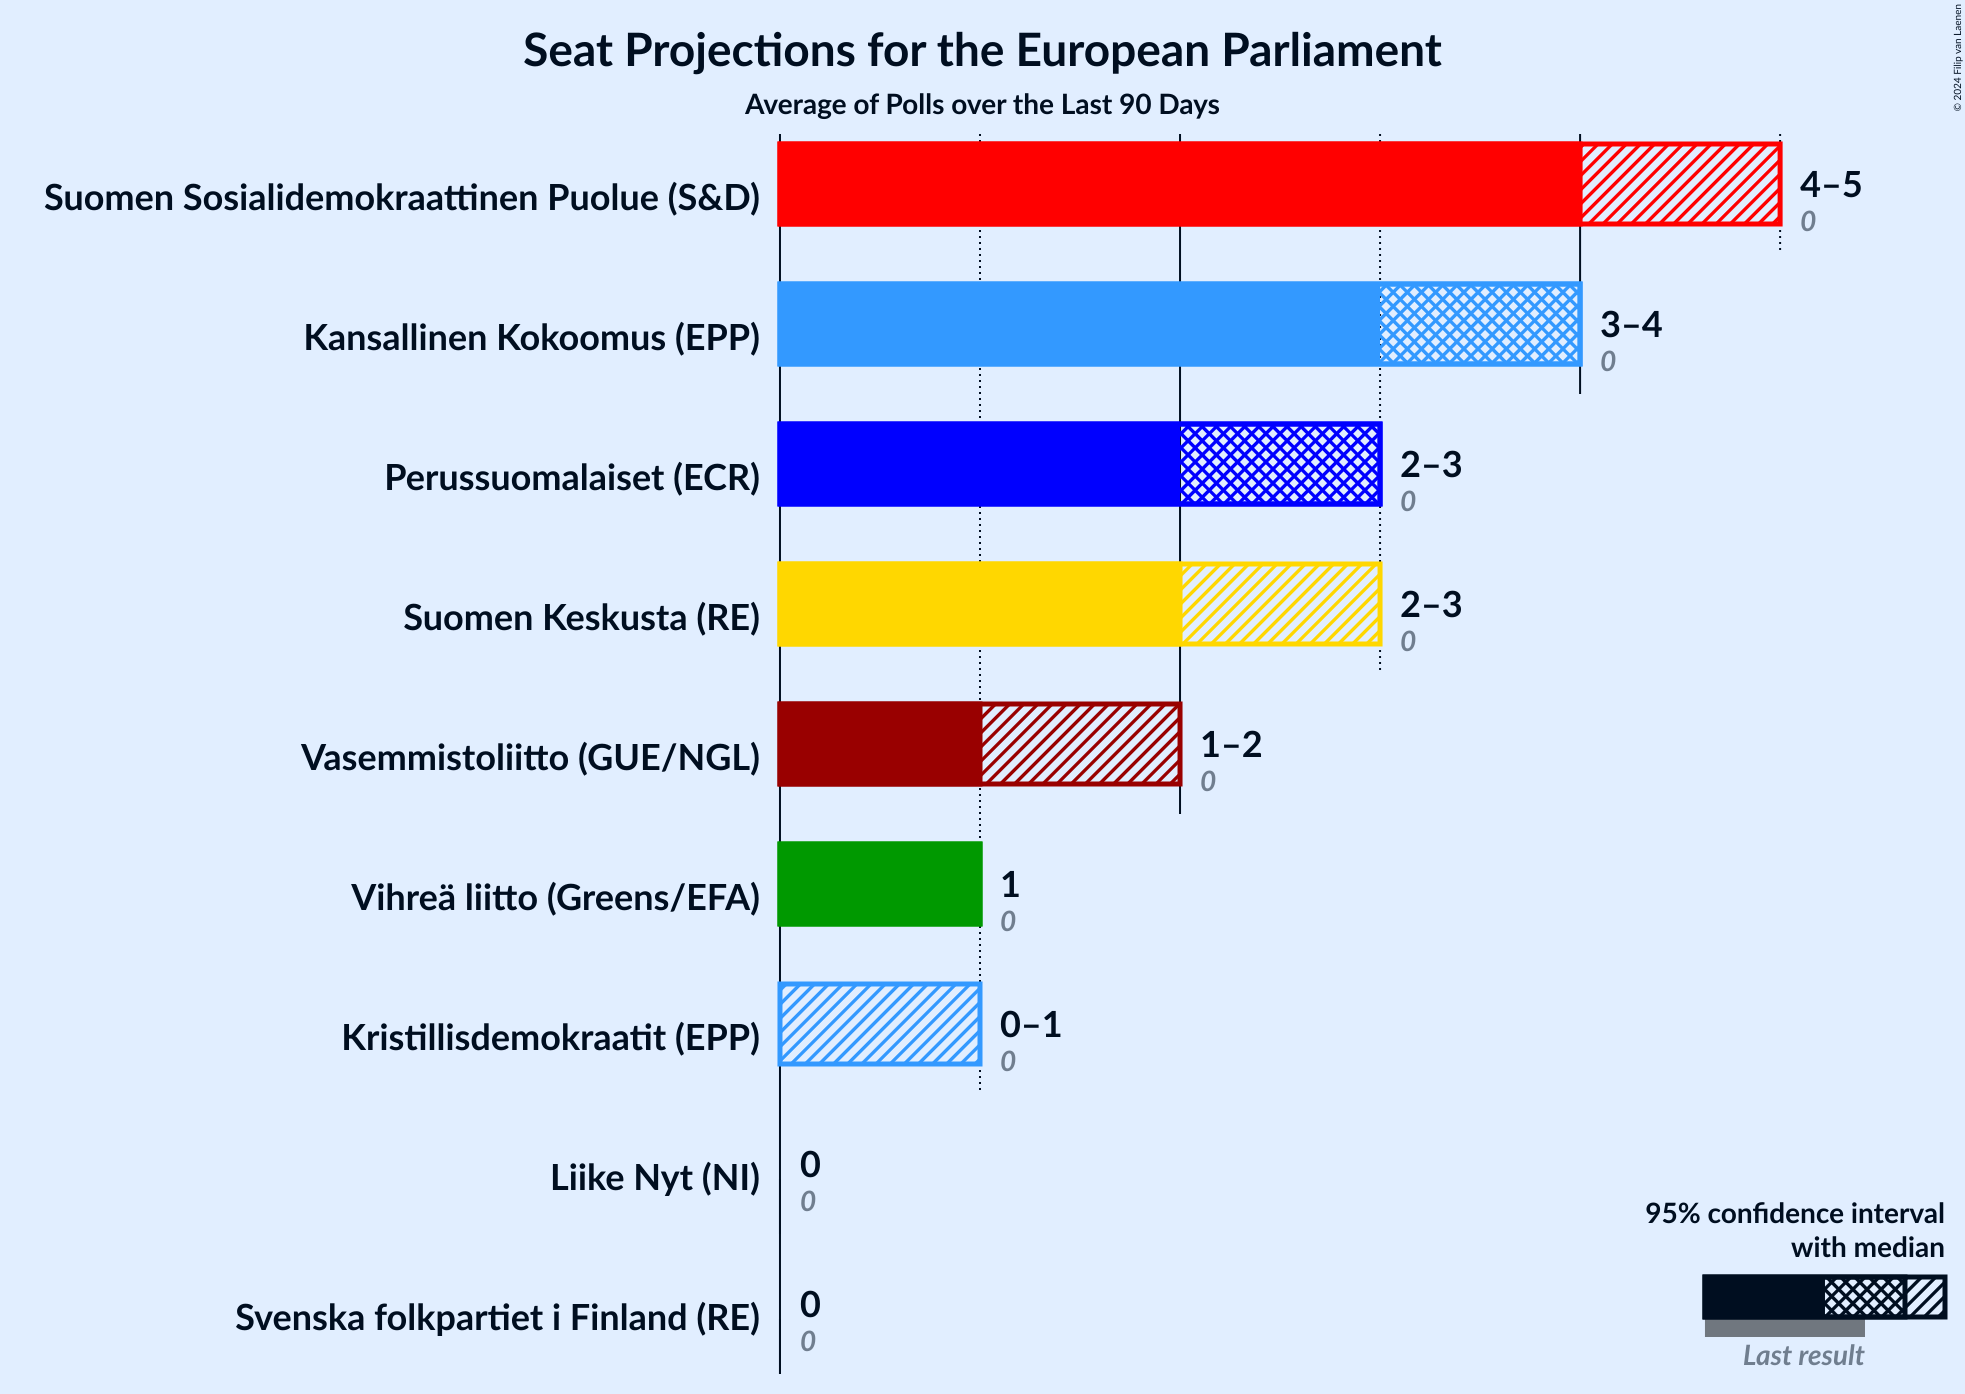 Seat Projections for the European Parliament
Average of Polls over the Last 90 Days
© 2024 Filip van Laenen
Suomen Sosialidemokraattinen Puolue (S&D)
4–5
0
Kansallinen Kokoomus (EPP)
3–4
0
Perussuomalaiset (ECR)
2–3
0
Suomen Keskusta (RE)
2–3
0
Vasemmistoliitto (GUE/NGL)
1–2
0
Vihreä liitto (Greens/EFA)
1
0
Kristillisdemokraatit (EPP)
0–1
0
Liike Nyt (NI)
0
0
Svenska folkpartiet i Finland (RE)
0
0
95% confidence interval
with median
Last result